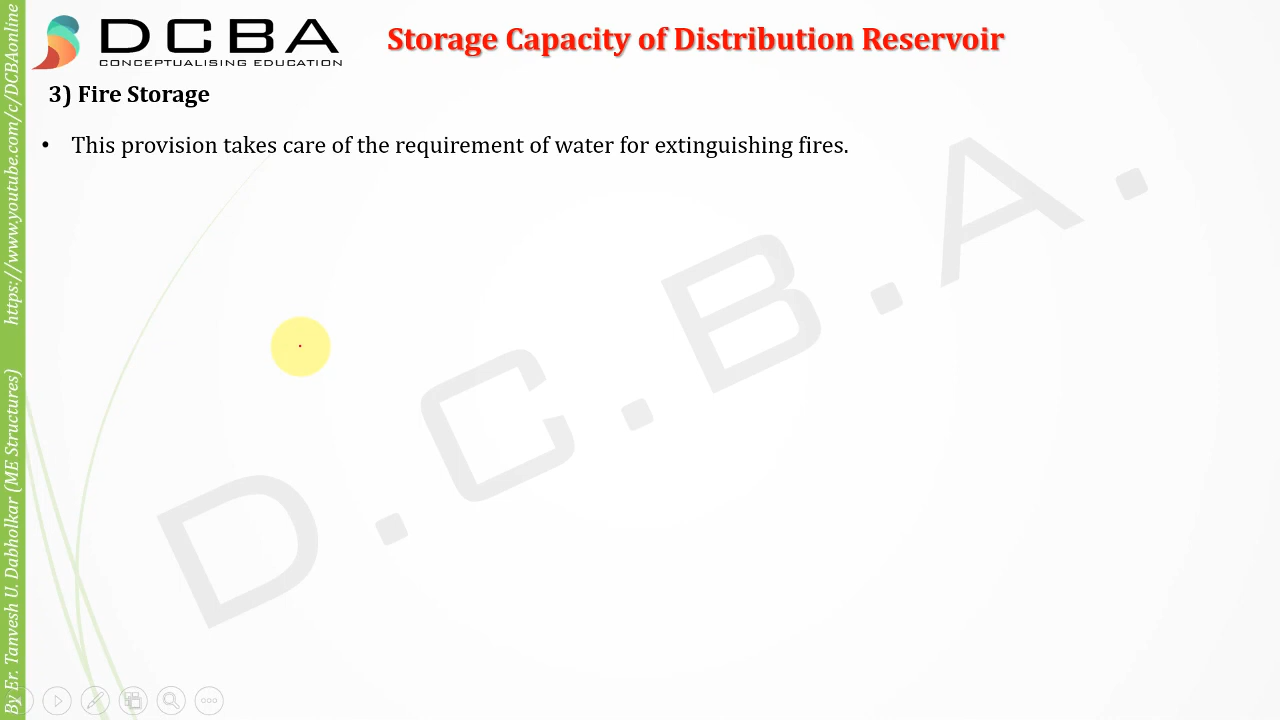 DCBA
CONCEPTUALISING EDUCATION
Storage Capacity of Distribution Reservoir
3) Fire Storage
• This provision takes care of the requirement of water for extinguishing fires.
D.C.B.A.
By Er. Tanvesh U. Dabholkar (ME Structures) https://www.youtube.com/c/DCBAonline